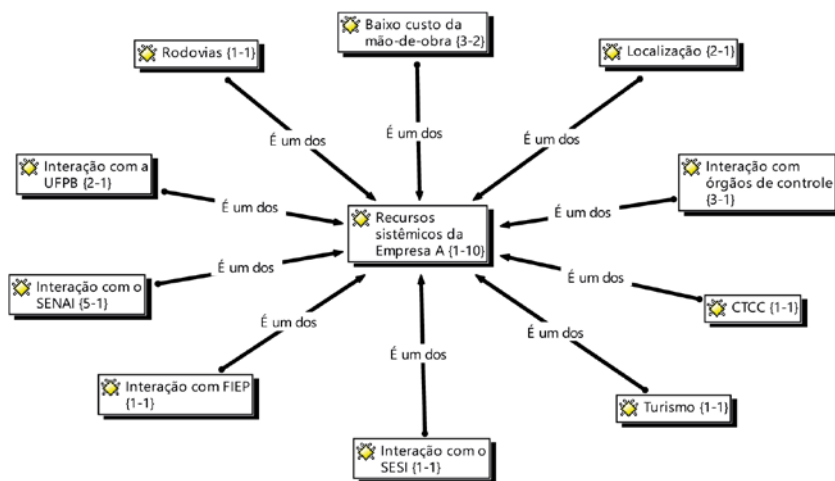 Baixo custo da
mão-de-obra {3-2}
Rodovias {1-1}
Localização {2-1}
É um dos
É um dos
É um dos
Interação com a
UFPB {2-1}
É um dos
Interação com
órgãos de controle
{3-1}
É um dos
Recursos
sistêmicos da
Empresa A {1-10}
Interação com o
SENAI {5-1}
É um dos
É um dos
CTCC {1-1}
É um dos
É um dos
É um dos
Interação com FIEP
{1-1}
Turismo {1-1}
Interação com o
SESI {1-1}